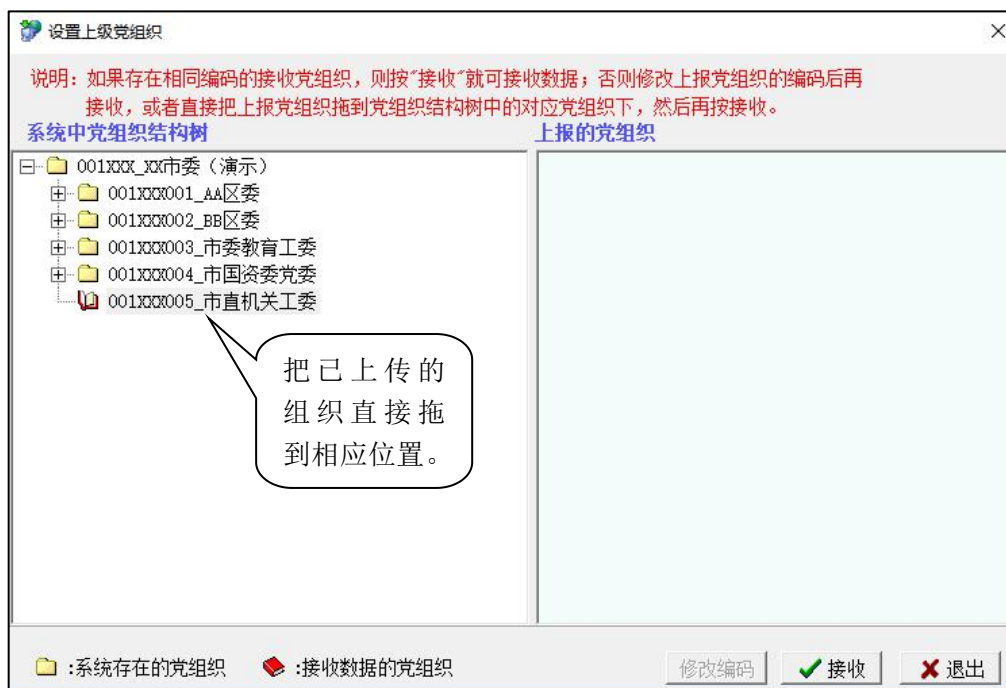 设置上级党组织
说明：如果存在相同编码的接收党组织，则按"接收"就可接收数据；否则修改上报党组织的编码后再
接收，或者直接把上报党组织拖到党组织结构树中的对应党组织下，然后再按接收。
系统中党组织结构树
上报的党组织
001XXX_XX市委（演示）
001XXX001_AA区委
001XXX002_BB区委
001XXX003_市委教育工委
001XXX004_市国资委党委
001XXX005_市直机关工委
把已上传的
组织直接拖
到相应位置。
:系统存在的党组织
:接收数据的党组织
修改编码
接收
退出